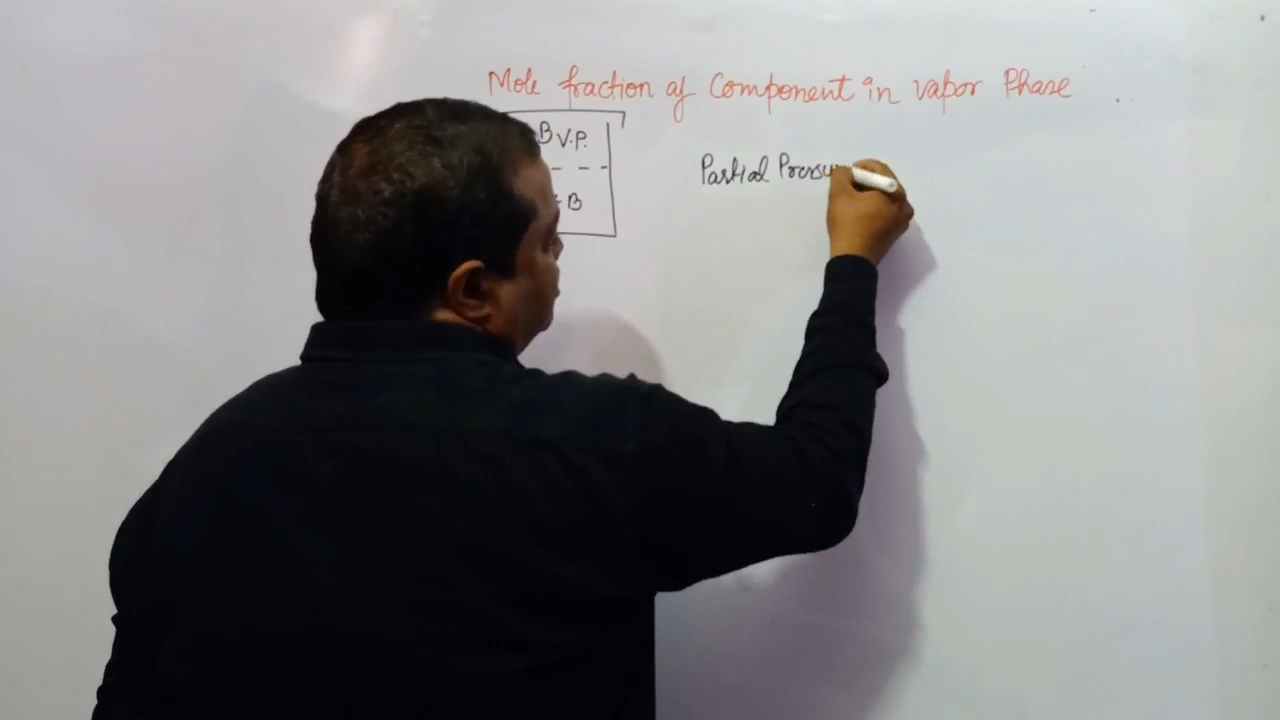 Mole fraction of Component in vapor Phase
B V.P.
Partial Pressu
B